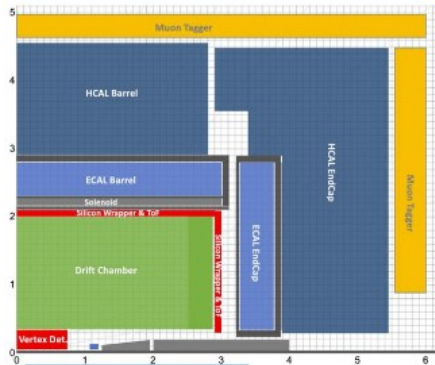 5
Muon Tagger
4
HCAL Barrel
HCAL EndCap
3
ECAL Barrel
Solenoid
Silicon Wrapper & ToF
2
Muon Tagger
ECAL EndCap
Silicon Wrapper & ToF
Drift Chamber
1
Vertex Det.
0
0 1 2 3 4 5 6